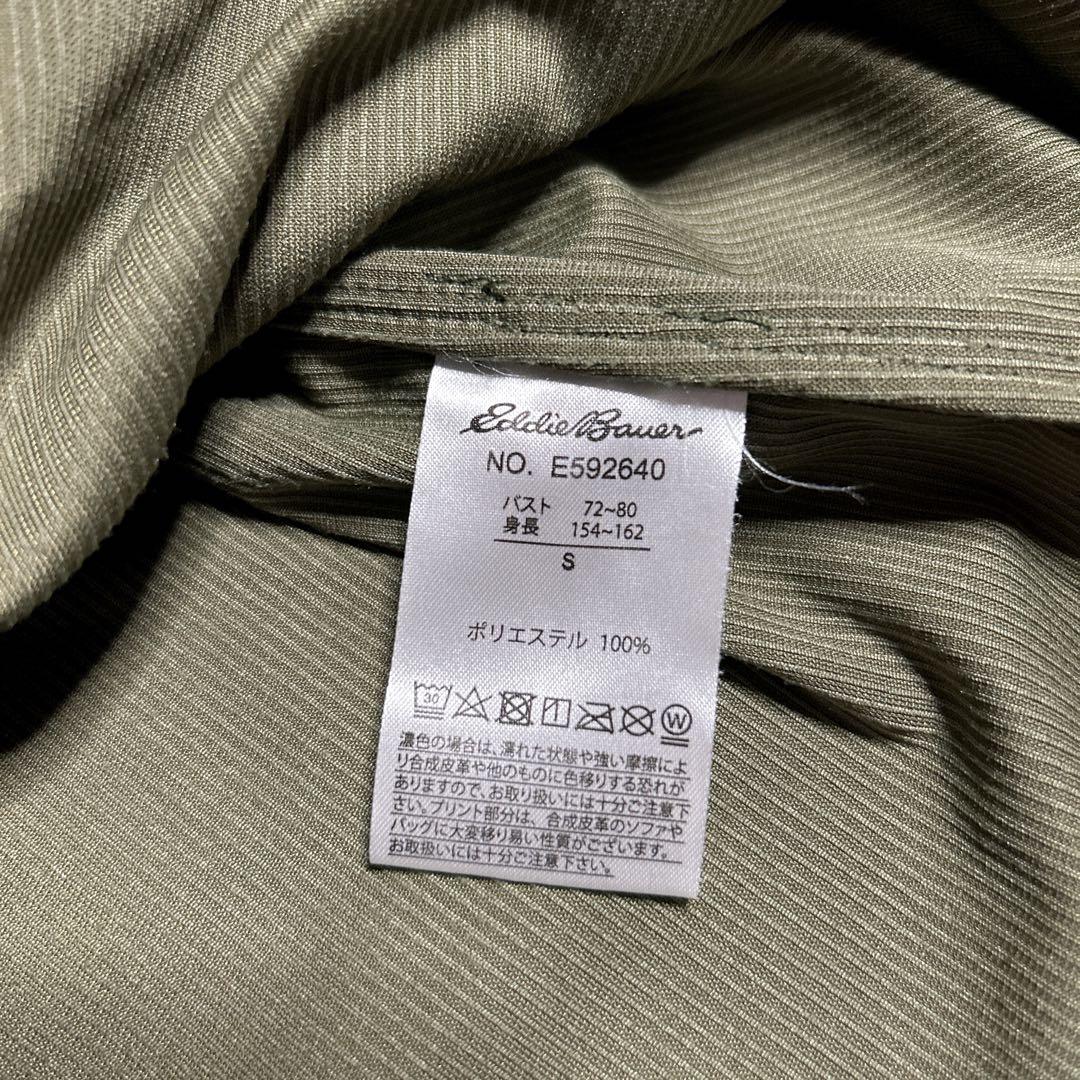 Eddie Bauer
NO. E592640
バスト 72~80
身長 154~162
S
ポリエステル 100%
30 W
濃色の場合は、濡れた状態や強い摩擦によ
り合成皮革や他のものに色移りする恐れが
ありますので、お取り扱いには十分ご注意下
さい。プリント部分は、合成皮革のソファや
バッグに大変移り易い性質がございます。
お取扱いには十分ご注意下さい。